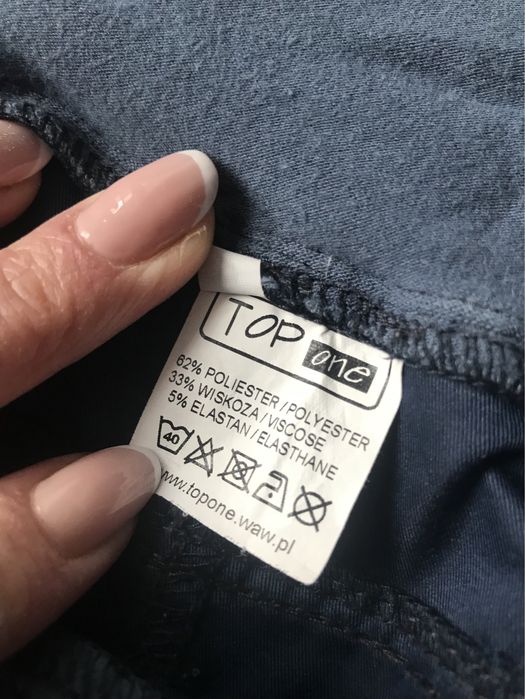 TOP one
62% POLIESTER/POLYESTER
33% WISKOZA/VISCOSE
5% ELASTAN/ELASTHANE
40
www.topone.waw.pl